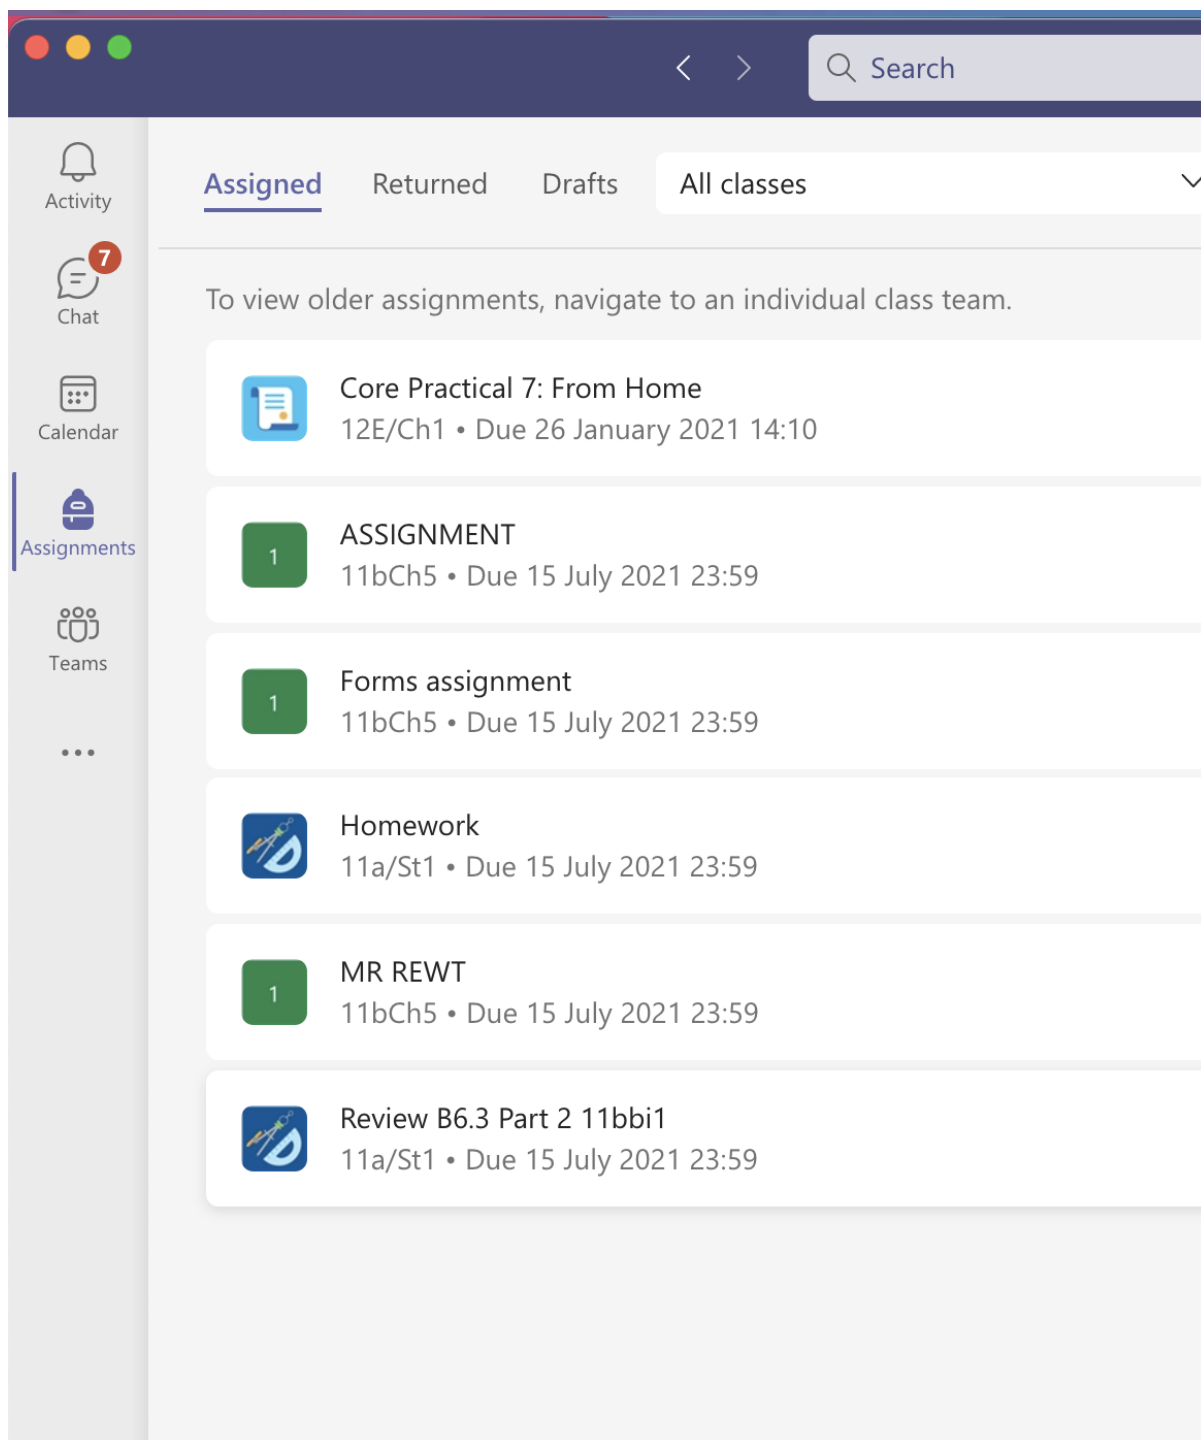 Search
Activity
7
Chat
Calendar
Assignments
Teams
Assigned Returned Drafts All classes
To view older assignments, navigate to an individual class team.
Core Practical 7: From Home
12E/Ch1 • Due 26 January 2021 14:10
1
ASSIGNMENT
11bCh5 • Due 15 July 2021 23:59
1
Forms assignment
11bCh5 • Due 15 July 2021 23:59
Homework
11a/St1 • Due 15 July 2021 23:59
1
MR REWT
11bCh5 • Due 15 July 2021 23:59
Review B6.3 Part 2 11bbi1
11a/St1 • Due 15 July 2021 23:59